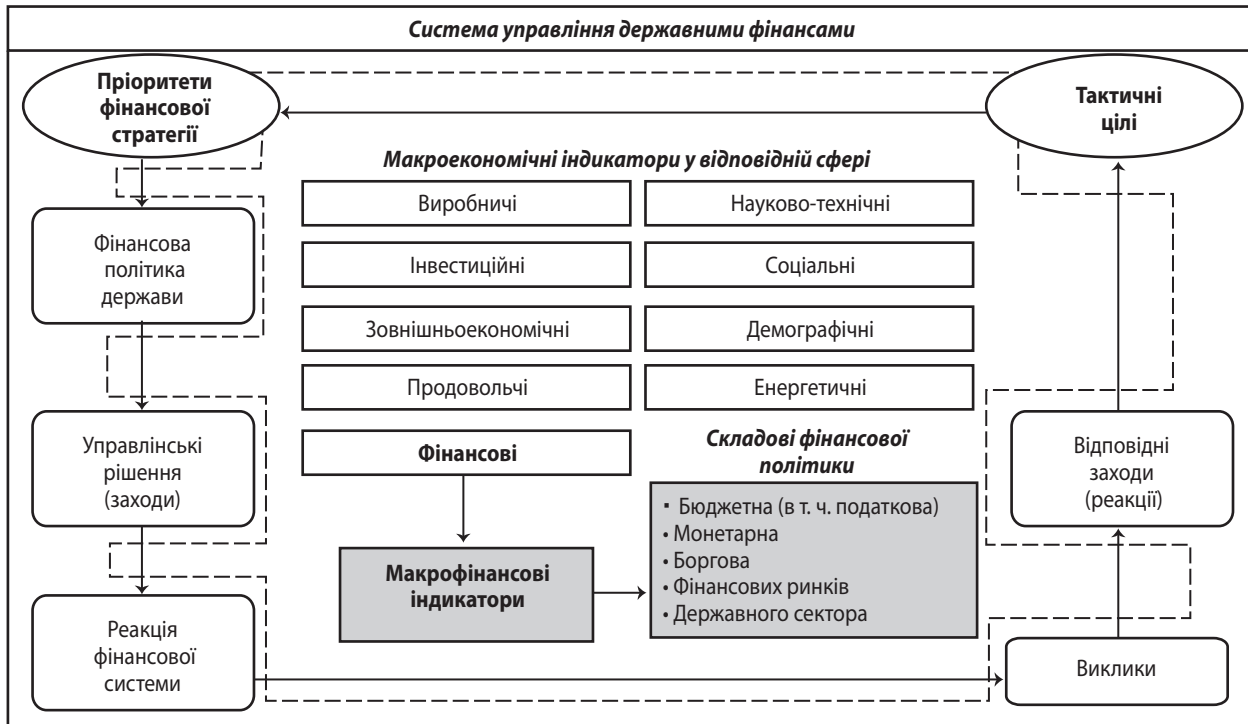 Система управління державними фінансами
Пріоритети
фінансової
стратегії
Тактичні
цілі
Макроекономічні індикатори у відповідній сфері
Виробничі
Науково-технічні
Фінансова
політика
держави
Інвестиційні
Соціальні
Зовнішньоекономічні
Демографічні
Продовольчі
Енергетичні
Управлінські
рішення
(заходи)
Фінансові
Складові фінансової
політики
Відповідні
заходи
(реакції)
▪ Бюджетна (в т. ч. податкова)
• Монетарна
• Боргова
• Фінансових ринків
• Державного сектора
Макрофінансові
індикатори
Реакція
фінансової
системи
Виклики